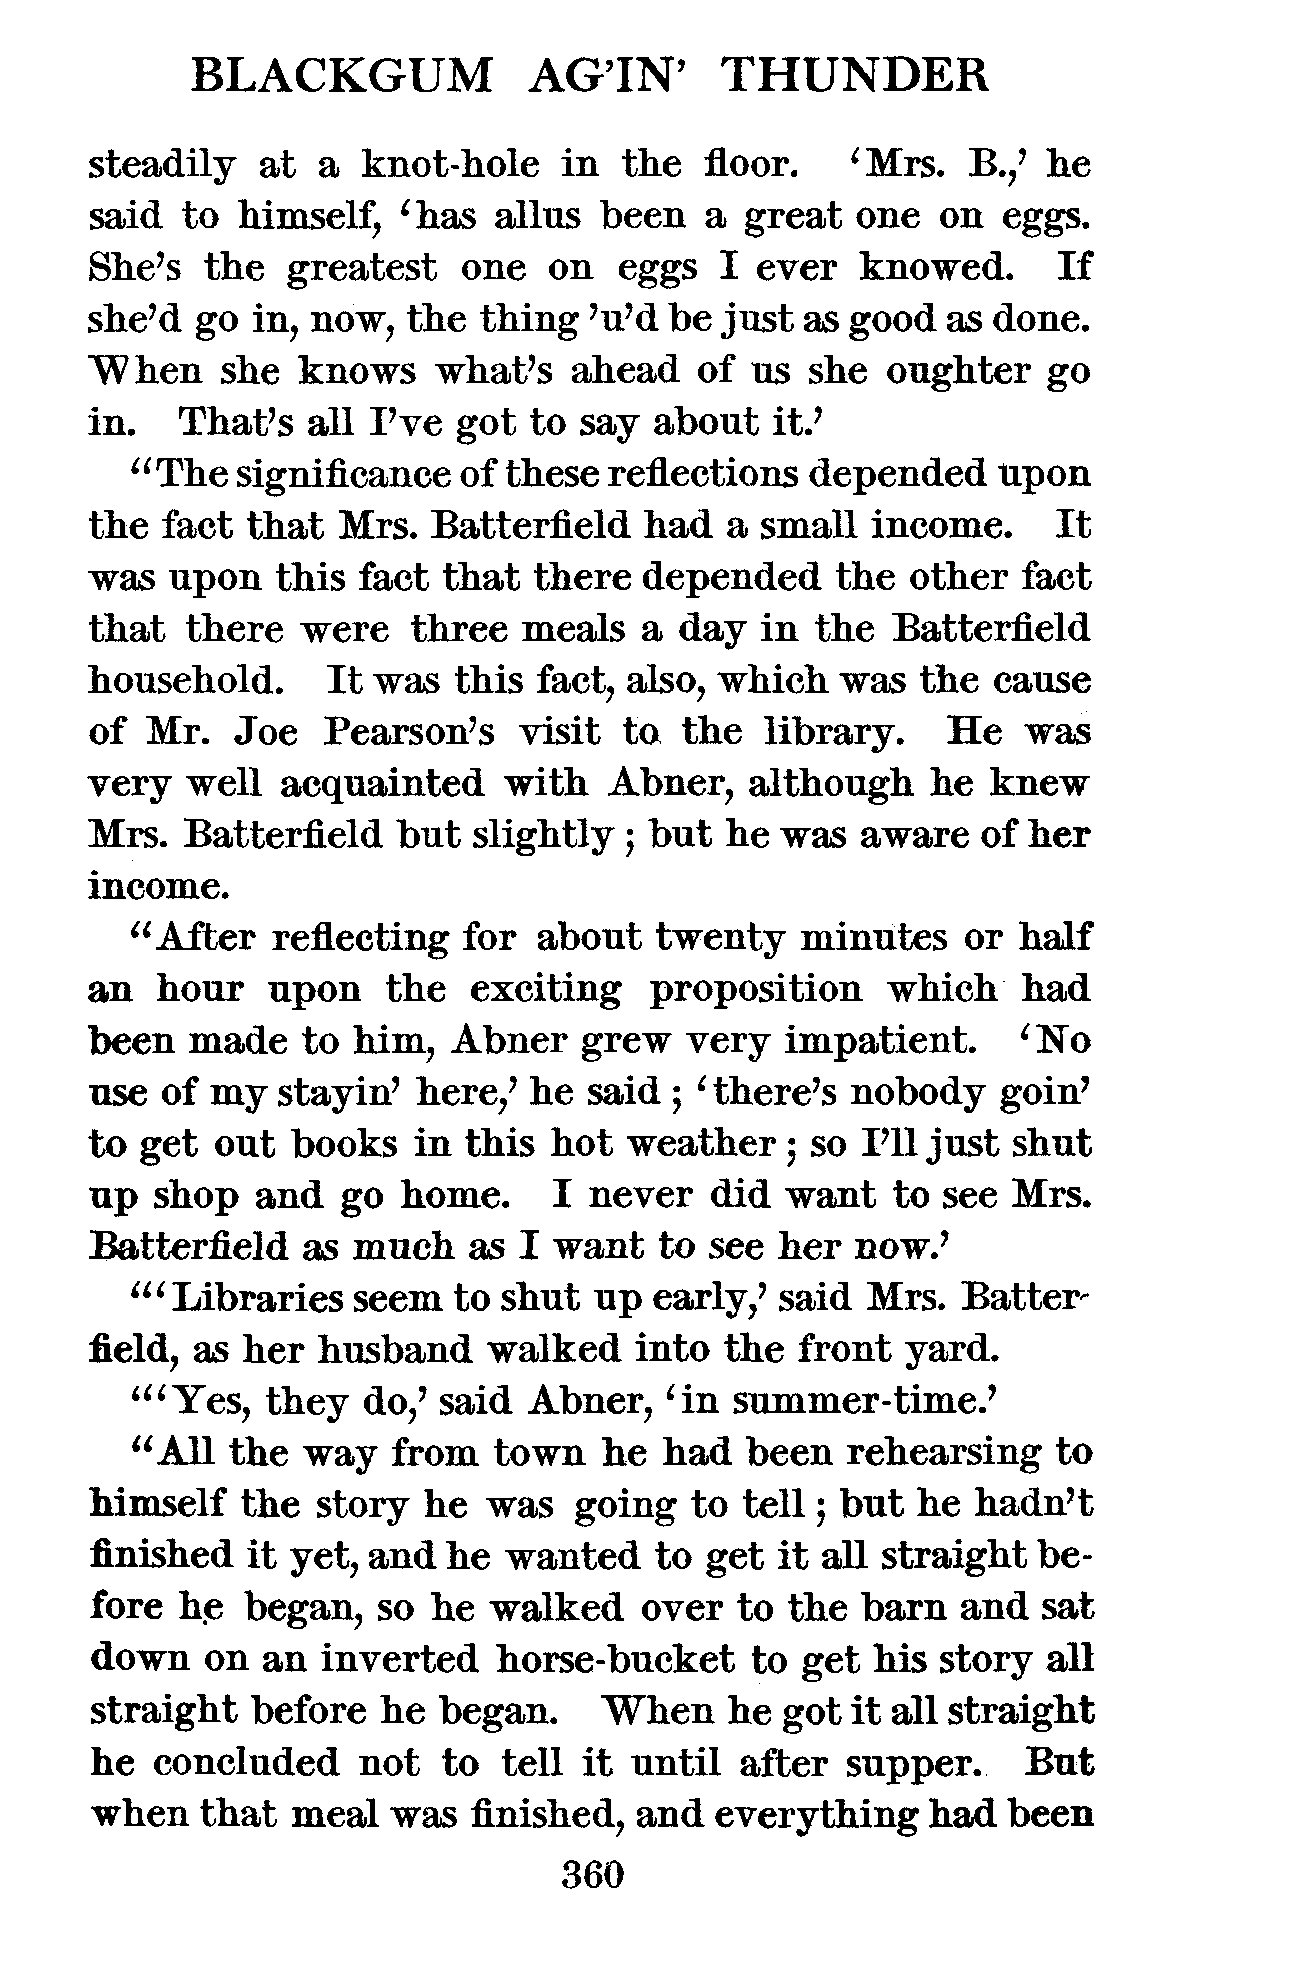 BLACKGUM AG'IN' THUNDER
steadily at a knot-hole in the floor. 'Mrs. B.,' he
said to himself, 'has allus been a great one on eggs.
She's the greatest one on eggs I ever knowed. If
she'd go in, now, the thing 'u'd be just as good as done.
When she knows what's ahead of us she oughter go
in. That's all I've got to say about it.'
"The significance of these reflections depended upon
the fact that Mrs. Batterfield had a small income. It
was upon this fact that there depended the other fact
that there were three meals a day in the Batterfield
household. It was this fact, also, which was the cause
of Mr. Joe Pearson's visit to the library. He was
very well acquainted with Abner, although he knew
Mrs. Batterfield but slightly ; but he was aware of her
income.
"After reflecting for about twenty minutes or half
an hour upon the exciting proposition which had
been made to him, Abner grew very impatient. 'No
use of my stayin' here,' he said ; 'there's nobody goin'
to get out books in this hot weather ; so I'll just shut
up shop and go home. I never did want to see Mrs.
Batterfield as much as I want to see her now.'
"'Libraries seem to shut up early,' said Mrs. Batter-
field, as her husband walked into the front yard.
"'Yes, they do,' said Abner, 'in summer-time.'
"All the way from town he had been rehearsing to
himself the story he was going to tell ; but he hadn't
finished it yet, and he wanted to get it all straight be-
fore he began, so he walked over to the barn and sat
down on an inverted horse-bucket to get his story all
straight before he began. When he got it all straight
he concluded not to tell it until after supper. But
when that meal was finished, and everything had been
360